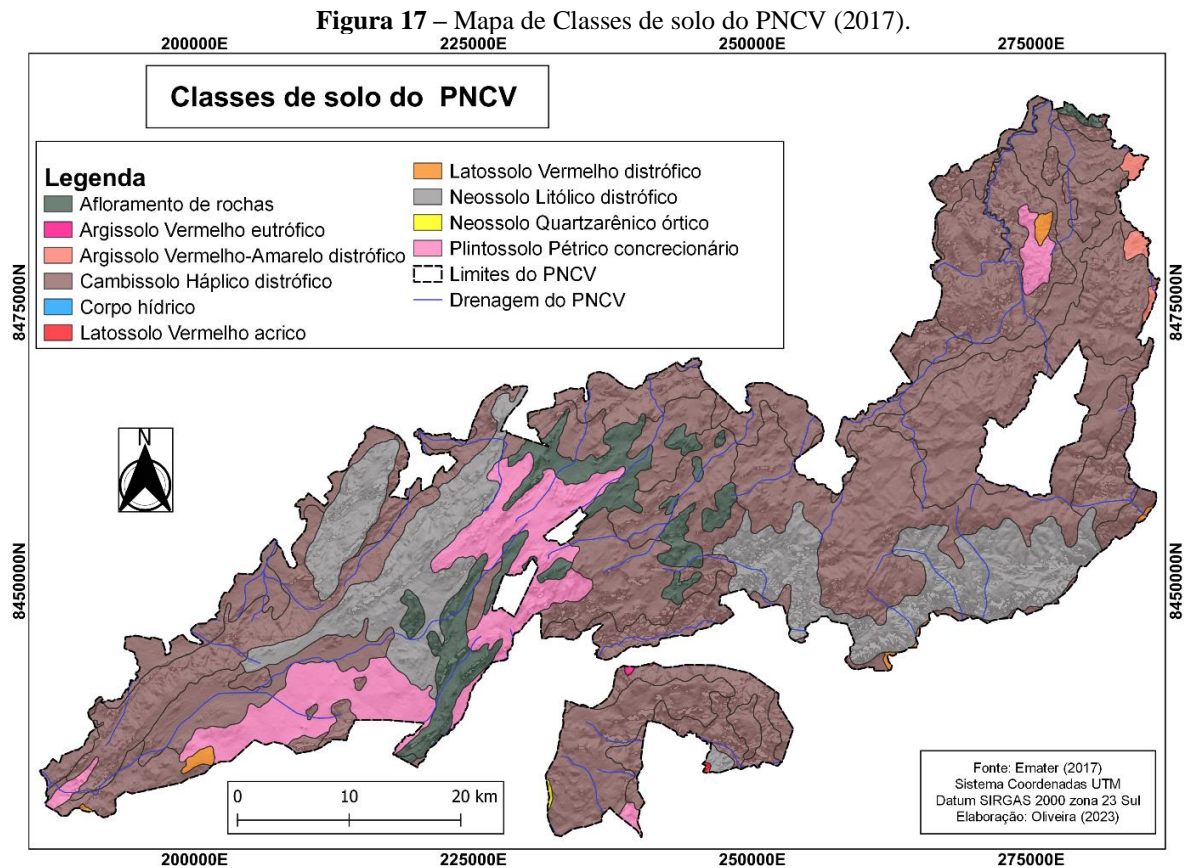 Figura 17 – Mapa de Classes de solo do PNCV (2017).
200000E 225000E 250000E 275000E
Classes de solo do PNCV
Legenda
Afloramento de rochas
Argissolo Vermelho eutrófico
Argissolo Vermelho-Amarelo distrófico
Cambissolo Háplico distrófico
Corpo hídrico
Latossolo Vermelho acrico
Latossolo Vermelho distrófico
Neossolo Litólico distrófico
Neossolo Quartzarênico órtico
Plintossolo Pétrico concrecionário
Limites do PNCV
Drenagem do PNCV
8475000N
8475000N
N
8450000N
8450000N
0 10 20 km
Fonte: Emater (2017)
Sistema Coordenadas UTM
Datum SIRGAS 2000 zona 23 Sul
Elaboração: Oliveira (2023)
200000E 225000E 250000E 275000E